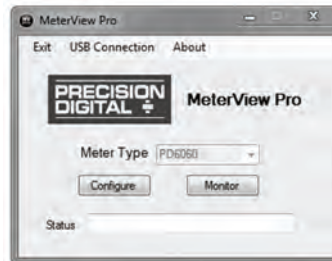 MeterView Pro
Exit USB Connection About
PRECISION
DIGITAL
MeterView Pro
Meter Type PD6060
Configure Monitor
Status